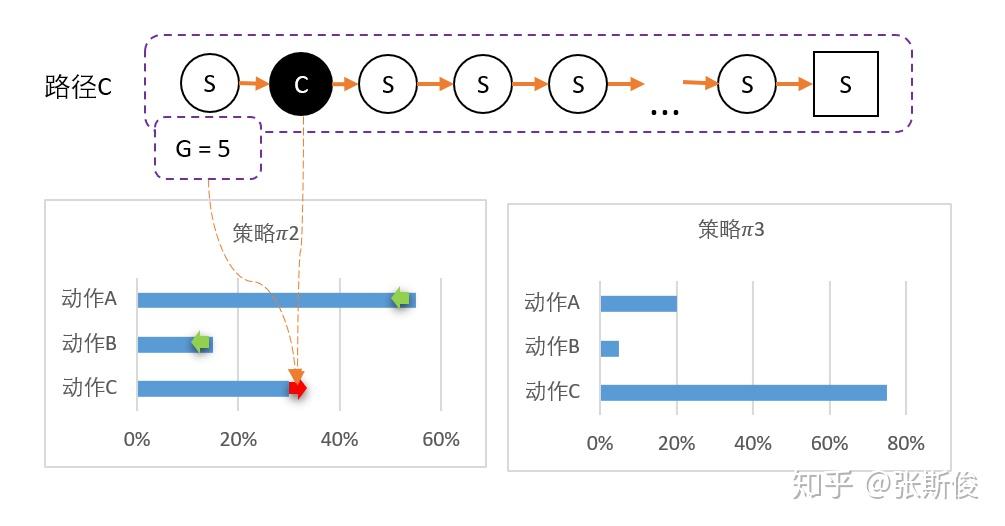 路径C
S C S S S ... S S
G = 5
策略π2
动作A
动作B
动作C
0% 20% 40% 60%
策略π3
动作A
动作B
动作C
0% 20% 40% 60% 80%
知乎 @张斯俊